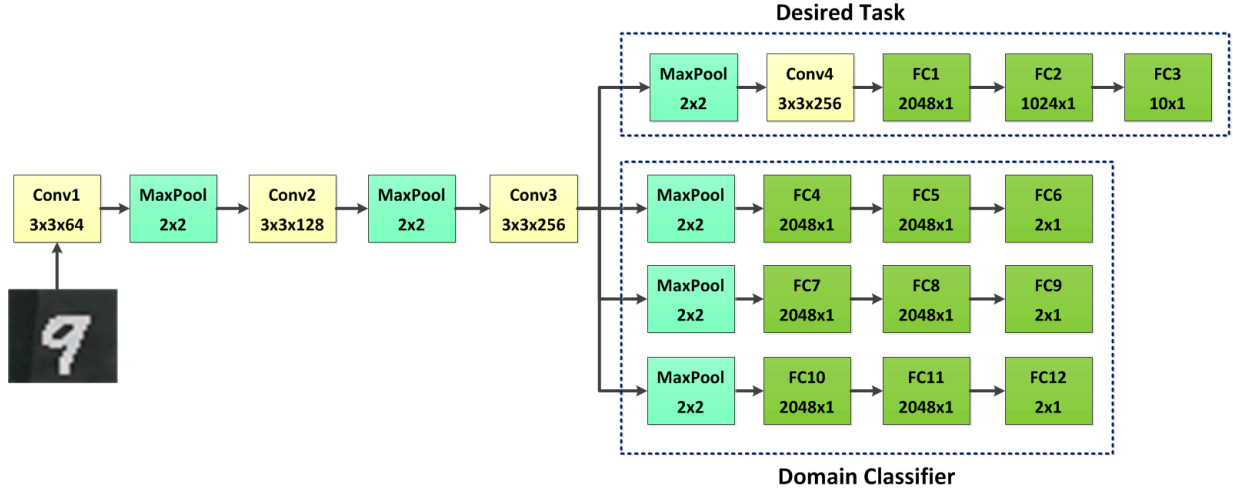 Desired Task
MaxPool
2x2
Conv4
3x3x256
FC1
2048x1
FC2
1024x1
FC3
10x1
Conv1
3x3x64
MaxPool
2x2
Conv2
3x3x128
MaxPool
2x2
Conv3
3x3x256
MaxPool
2x2
FC4
2048x1
FC5
2048x1
FC6
2x1
MaxPool
2x2
FC7
2048x1
FC8
2048x1
FC9
2x1
9
MaxPool
2x2
FC10
2048x1
FC11
2048x1
FC12
2x1
Domain Classifier